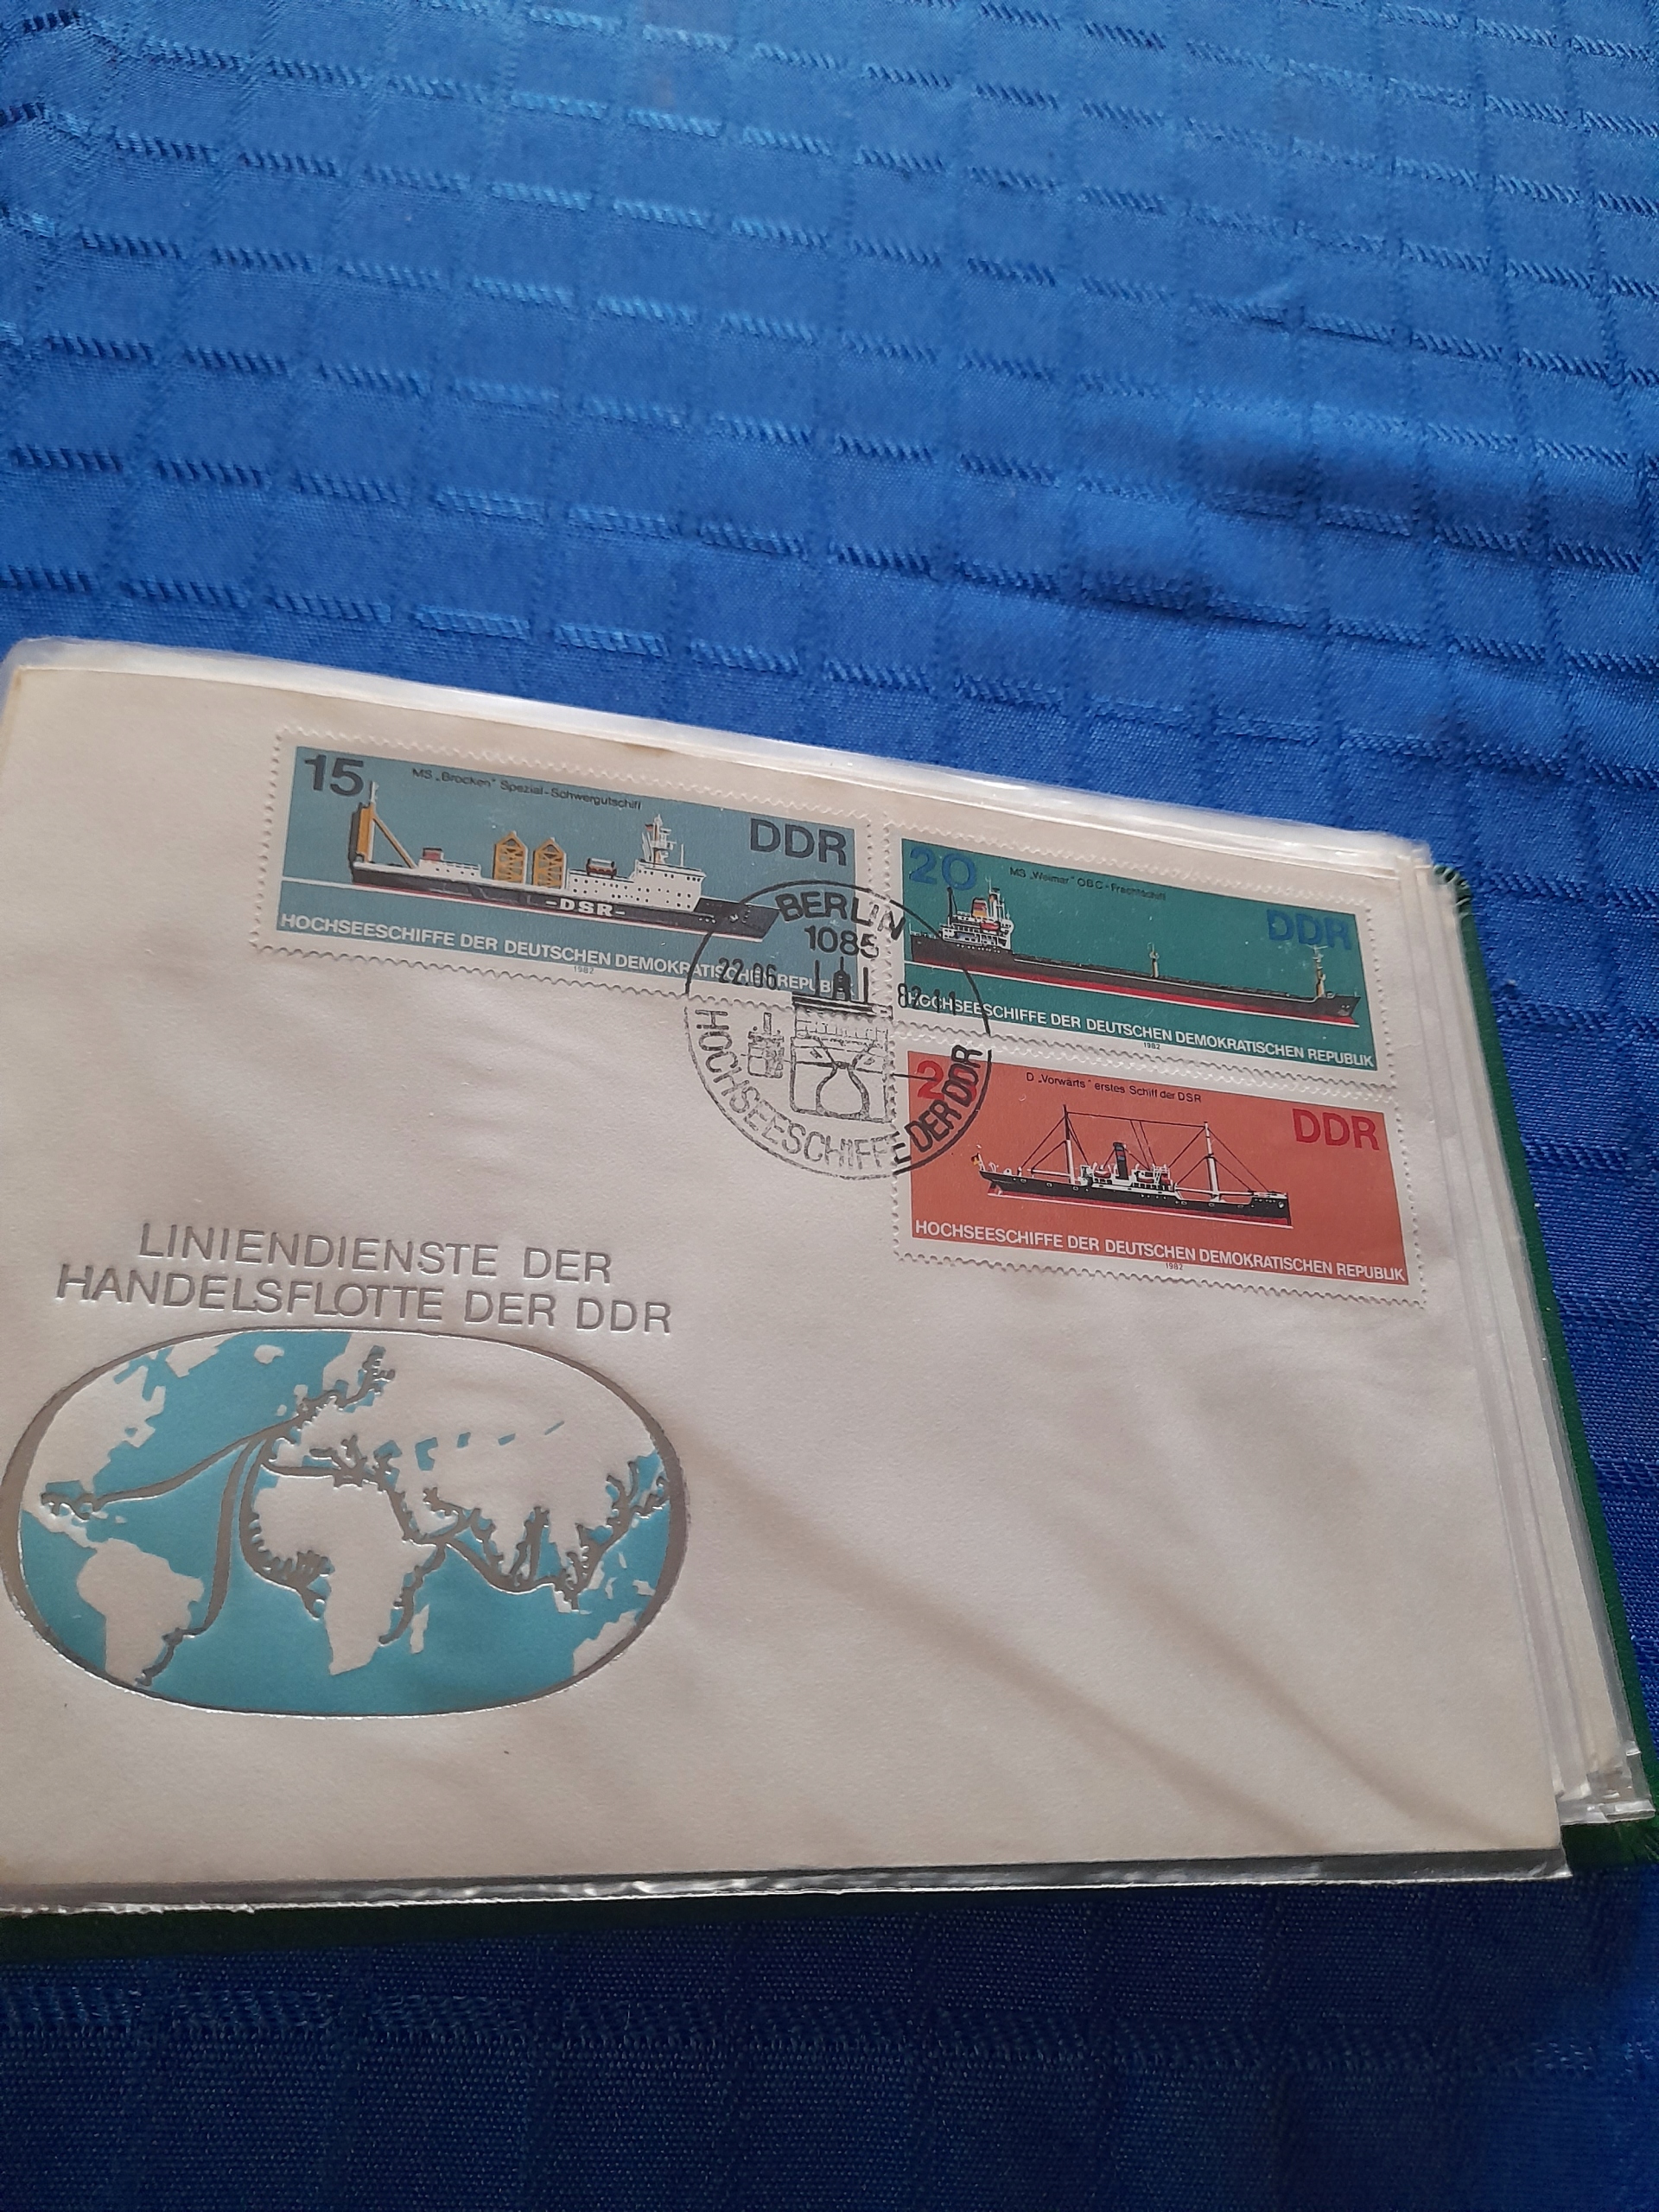 15
MS „Brocken" Spezial-Schwergutschiff
DDR
-DSR-
HOCHSEESCHIFFE DER DEUTSCHEN DEMOKRATISCHEN REPUBLIK
1982
20
MS „Weimar" OBC-Frachtschiff
DDR
HOCHSEESCHIFFE DER DEUTSCHEN DEMOKRATISCHEN REPUBLIK
1982
BERLIN
1085
22.06.
82-11
HOCHSEESCHIFFE DER DDR
D „Vorwärts" erstes Schiff der DSR
DDR
HOCHSEESCHIFFE DER DEUTSCHEN DEMOKRATISCHEN REPUBLIK
1982
LINIENDIENSTE DER
HANDELSFLOTTE DER DDR